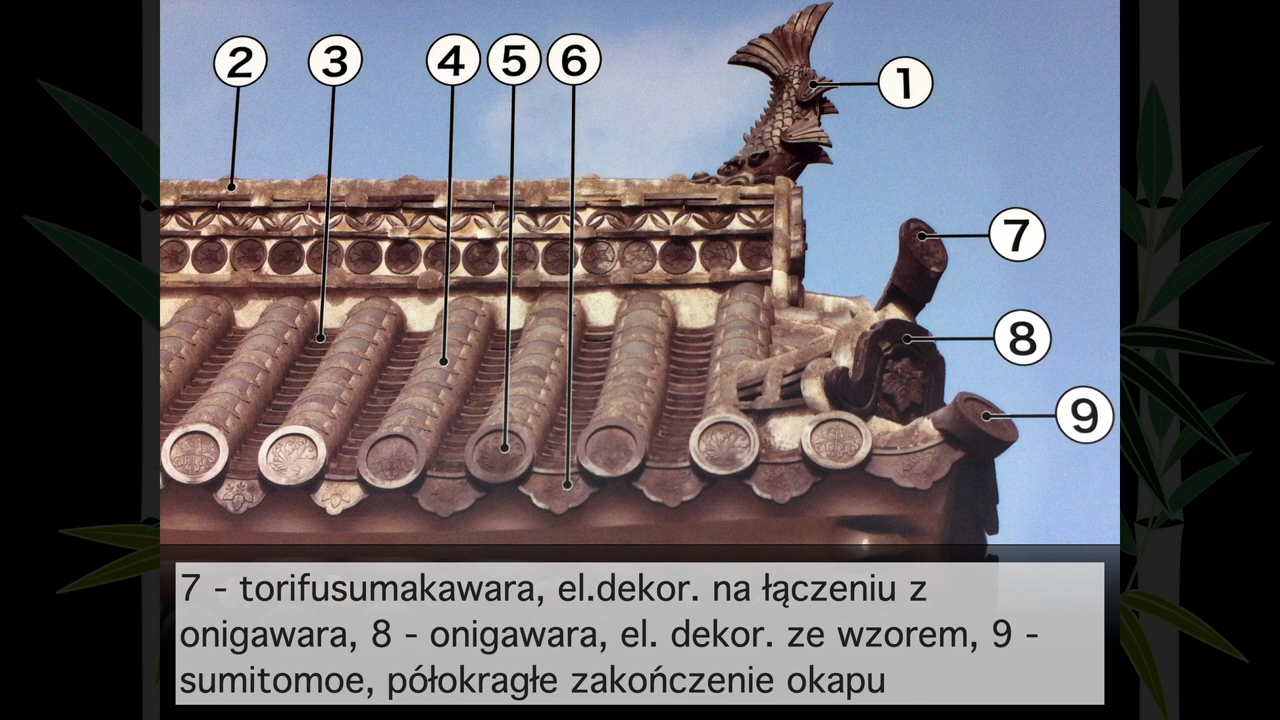 2 3 4 5 6
1
7
8
9
7 - torifusumakawara, el.dekor. na łączeniu z
onigawara, 8 - onigawara, el. dekor. ze wzorem, 9 -
sumitomoe, półokragłe zakończenie okapu